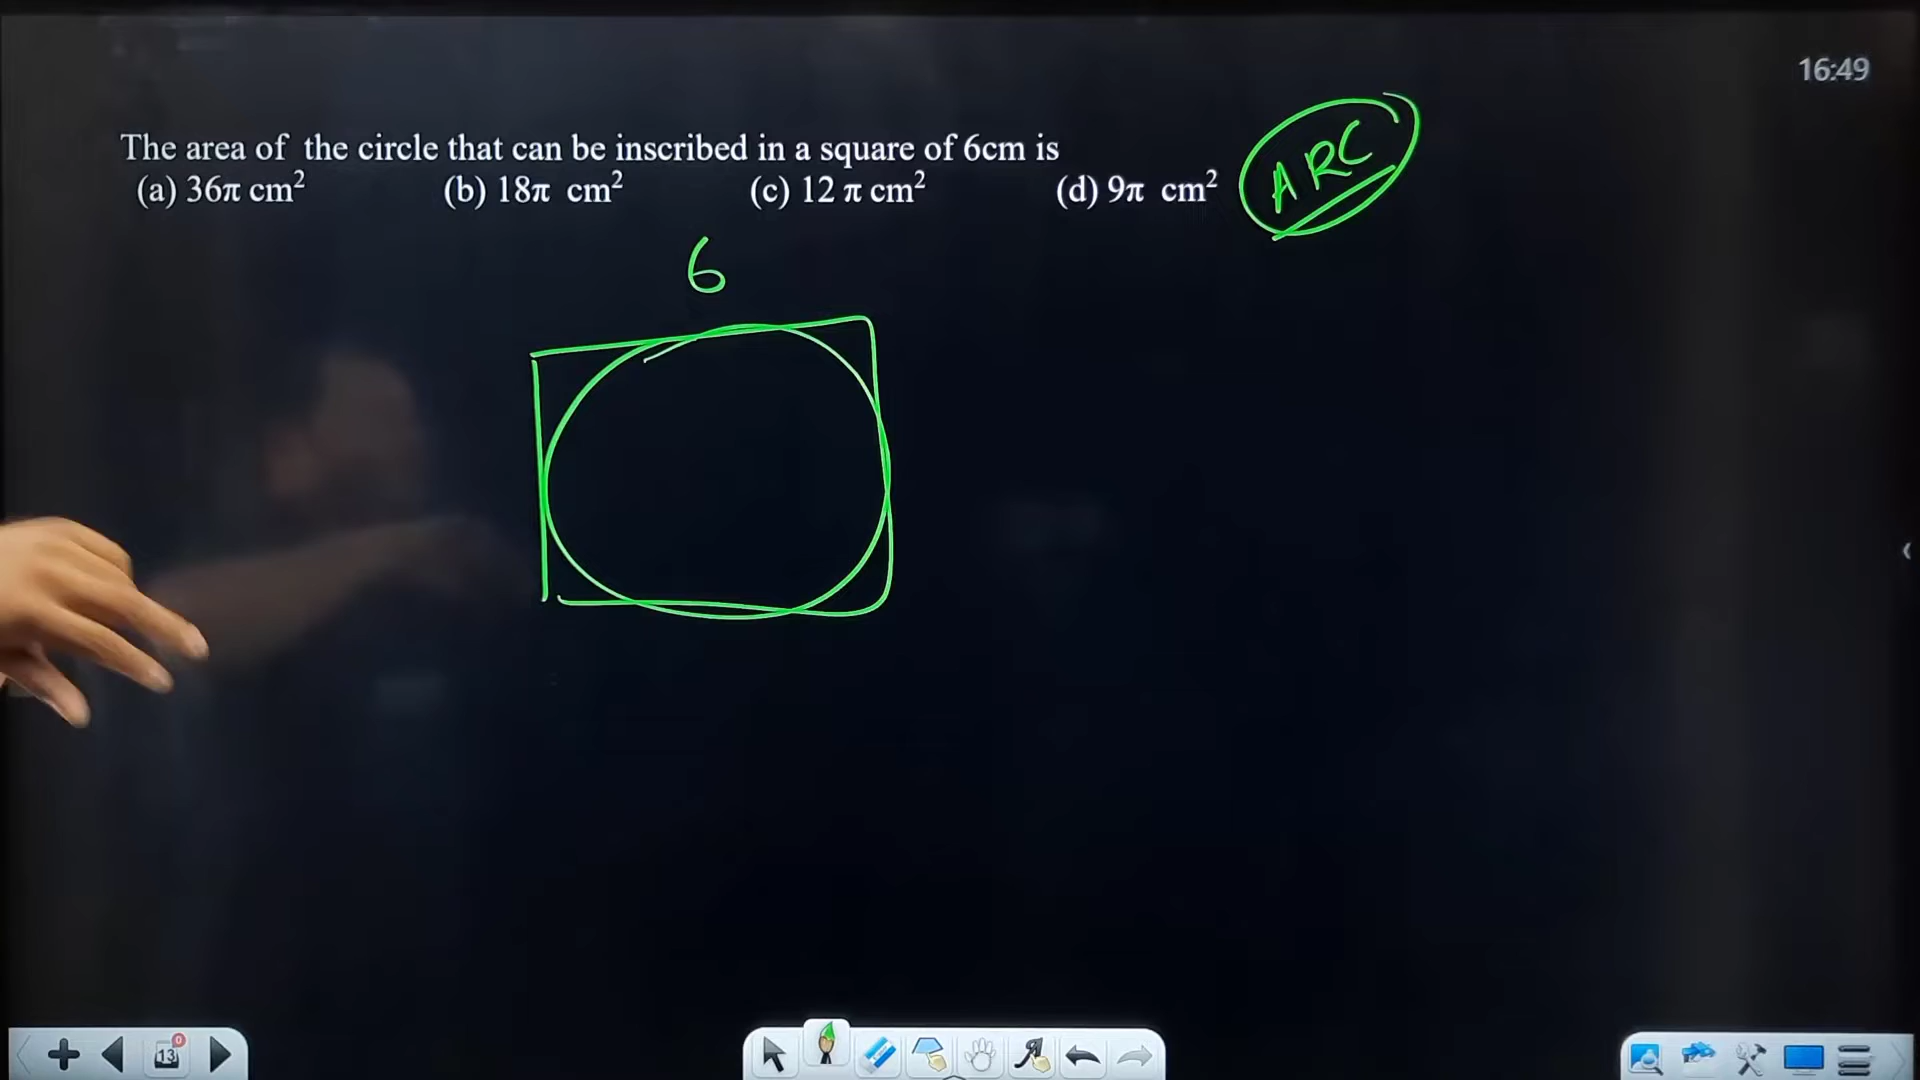 16:49
The area of the circle that can be inscribed in a square of 6cm is
(a) 36π cm² (b) 18π cm² (c) 12 π cm² (d) 9π cm²
ARC
6
13
0